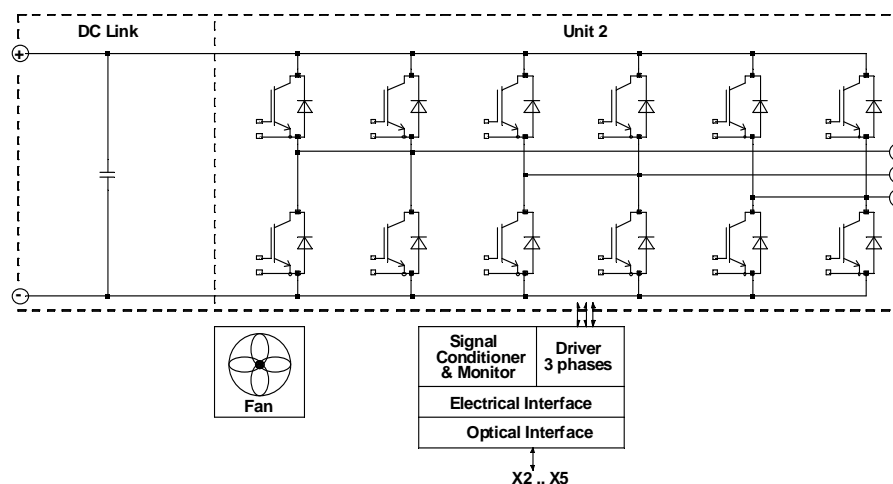 DC Link
Unit 2
+
-
Signal
Conditioner
& Monitor
Driver
3 phases
Electrical Interface
Optical Interface
Fan
X2 .. X5